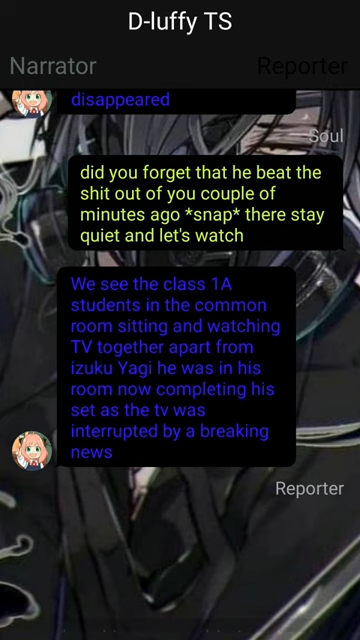 D-luffy TS
Narrator
Reporter
disappeared
Soul
did you forget that he beat the
shit out of you couple of
minutes ago *snap* there stay
quiet and let's watch
We see the class 1A
students in the common
room sitting and watching
TV together apart from
izuku Yagi he was in his
room now completing his
set as the tv was
interrupted by a breaking
news
Reporter